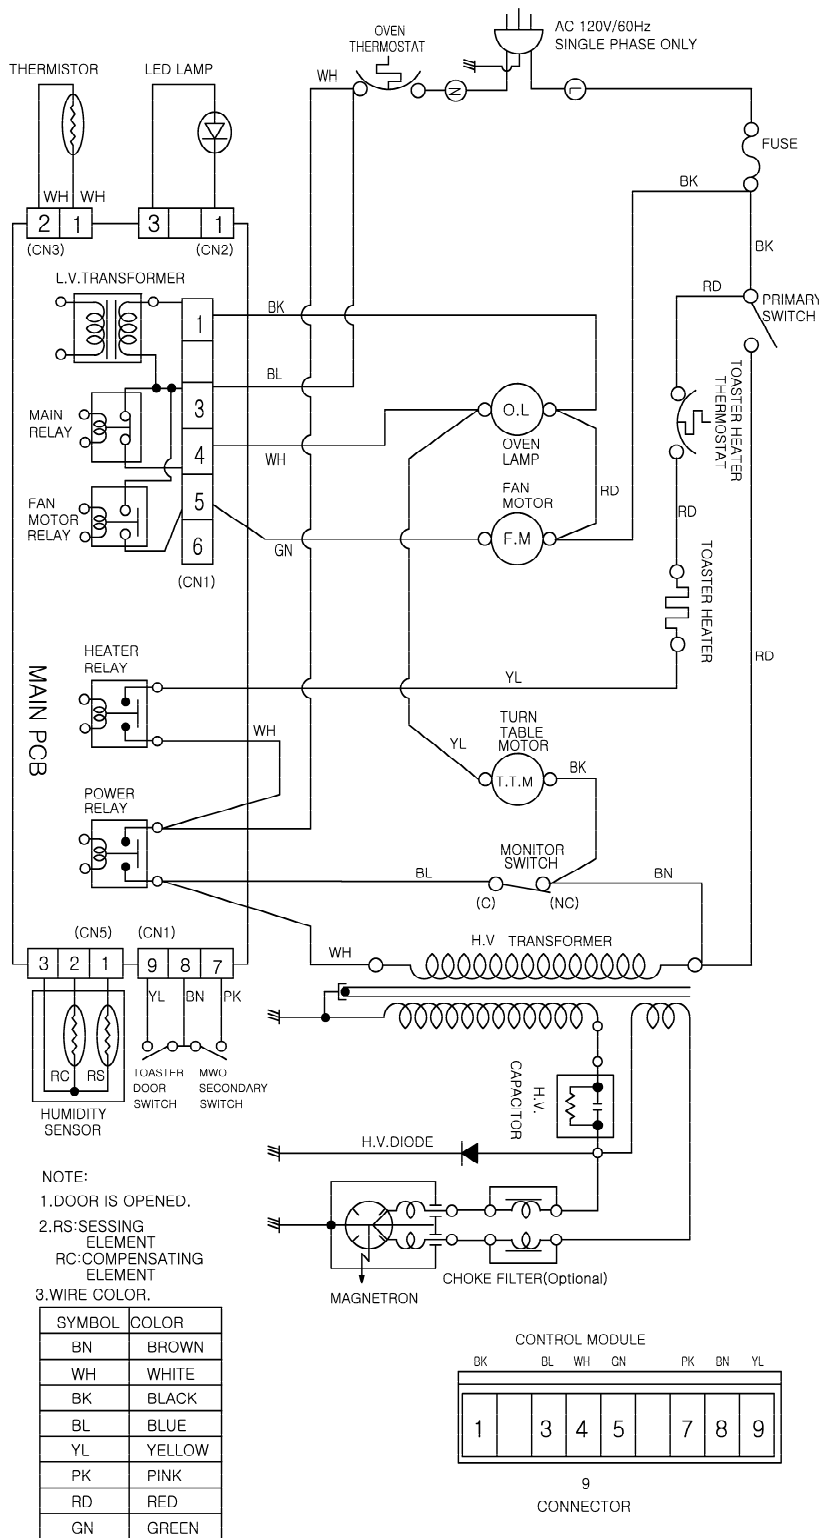 AC 120V/60Hz
SINGLE PHASE ONLY
OVEN
THERMOSTAT
THERMISTOR
LED LAMP
WH
N
L
FUSE
BK
WH
WH
2
1
3
1
(CN3)
(CN2)
BK
L.V.TRANSFORMER
RD
PRIMARY
SWITCH
BK
1
BL
TOASTER HEATER
THERMOSTAT
MAIN
RELAY
3
O.L
OVEN
LAMP
4
WH
FAN
MOTOR
RELAY
5
FAN
MOTOR
RD
RD
F.M
GN
6
(CN1)
TCASTER HEATER
HEATER
RELAY
MAIN PCB
YL
RD
WH
TURN
TABLE
MOTOR
YL
BK
T.T.M
POWER
RELAY
MONITOR
SWITCH
BL
BN
(C)
(NC)
(CN5)
(CN1)
H.V TRANSFORMER
WH
3
2
1
9
8
7
YL
BN
PK
RC
RS
TOASTER
DOOR
SWITCH
MWO
SECONDARY
SWITCH
HUMIDITY
SENSOR
H.V.
CAPACITOR
H.V.DIODE
NOTE:
1.DOOR IS OPENED.
2.RS:SESSING
ELEMENT
RC:COMPENSATING
ELEMENT
3.WIRE COLOR.
MAGNETRON
CHOKE FILTER(Optional)
SYMBOL COLOR
BN BROWN
WH WHITE
BK BLACK
BL BLUE
YL YELLOW
PK PINK
RD RED
GN GREEN
CONTROL MODULE
BK BL WH GN PK BN YL
1 3 4 5 7 8 9
9
CONNECTOR